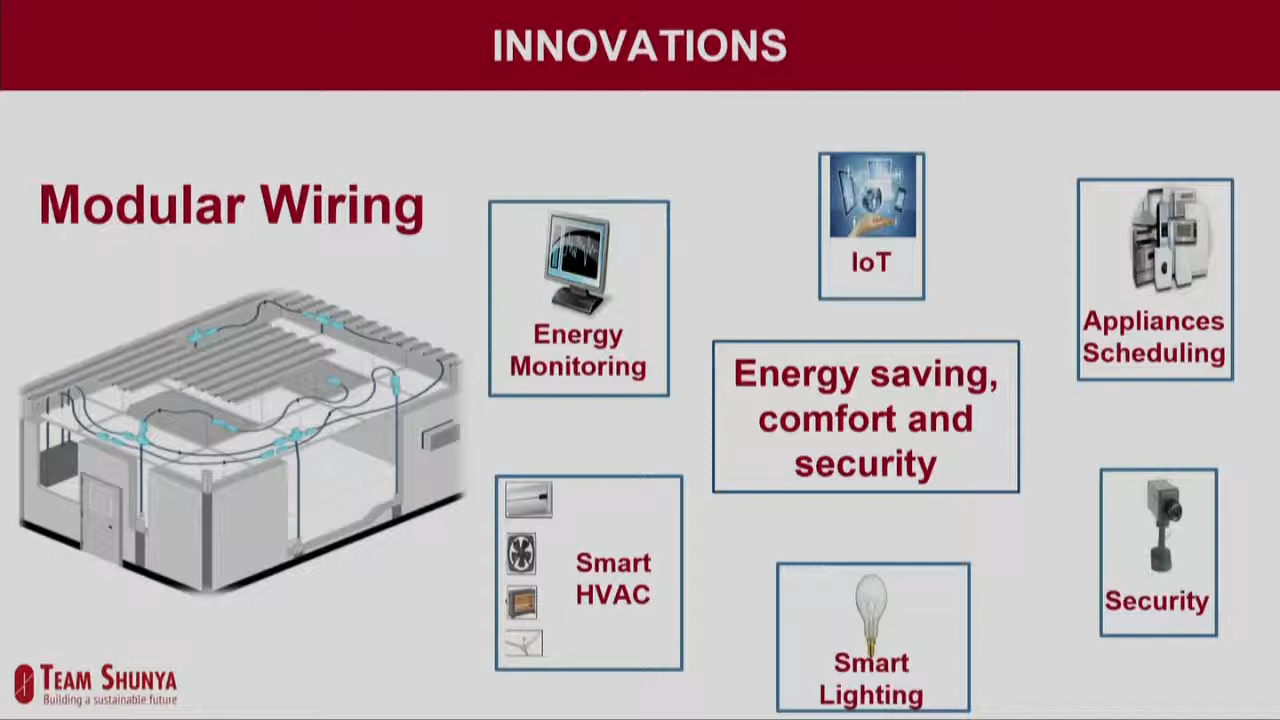 INNOVATIONS
Modular Wiring
Energy
Monitoring
IoT
Appliances
Scheduling
Energy saving,
comfort and
security
Smart
HVAC
Smart
Lighting
Security
TEAM SHUNYA
Building a sustainable future